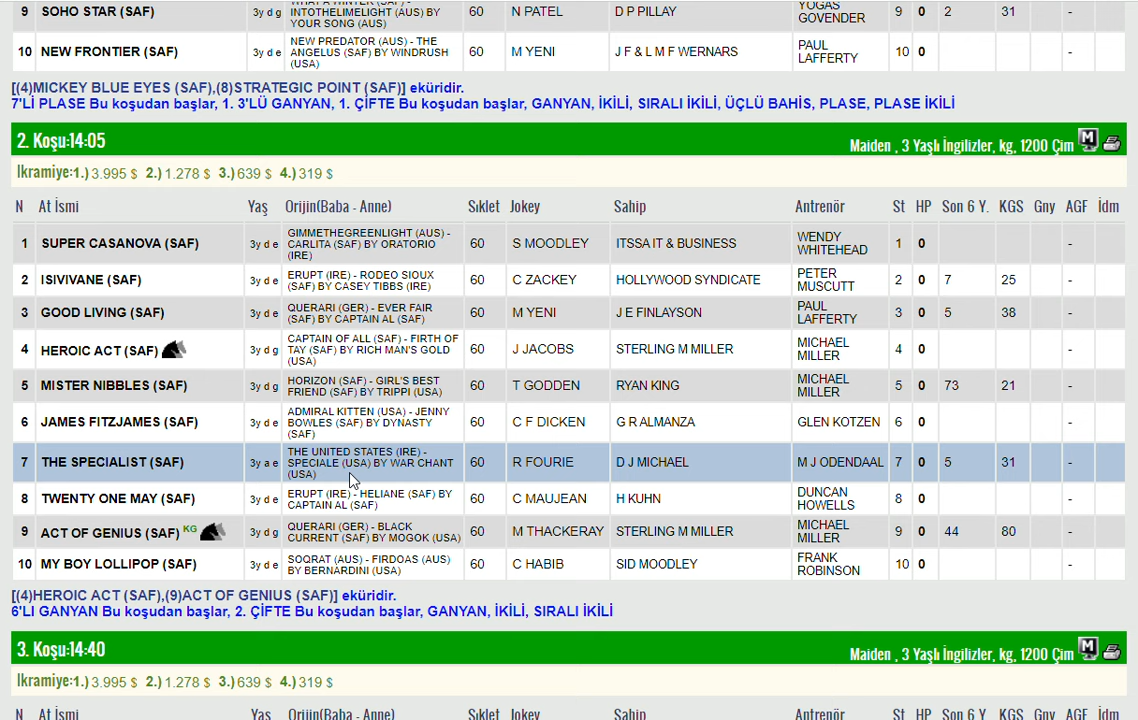 9 SOHO STAR (SAF) 3y d g INTOTHELIMELIGHT (AUS) BY YOUR SONG (AUS) 60 N PATEL D P PILLAY YOGAS GOVENDER 9 0 2 31 -
10 NEW FRONTIER (SAF) 3y d g NEW PREDATOR (AUS) - THE ANGELUS (SAF) BY WINDRUSH (USA) 60 M YENI J F & L M F WERNARS PAUL LAFFERTY 10 0 -
[(4)MICKEY BLUE EYES (SAF),(8)STRATEGIC POINT (SAF)] eküridir.
7'Lİ PLASE Bu koşudan başlar, 1. 3'LÜ GANYAN, 1. ÇİFTE Bu koşudan başlar, GANYAN, İKİLİ, SIRALI İKİLİ, ÜÇLÜ BAHİS, PLASE, PLASE İKİLİ
2. Koşu:14:05 Maiden , 3 Yaşlı İngilizler, kg, 1200 Çim M
Ikramiye:1.) 3.995 $ 2.) 1.278 $ 3.) 639 $ 4.) 319 $
N At İsmi Yaş Orijin(Baba - Anne) Sıklet Jokey Sahip Antrenör St HP Son 6 Y. KGS Gny AGF İdm
1 SUPER CASANOVA (SAF) 3y d e GIMMETHEGREENLIGHT (AUS) - CARLITA (SAF) BY ORATORIO (IRE) 60 S MOODLEY ITSSA IT & BUSINESS WENDY WHITEHEAD 1 0 -
2 ISIVIVANE (SAF) 3y d e ERUPT (IRE) - RODEO SIOUX (SAF) BY CASEY TIBBS (IRE) 60 C ZACKEY HOLLYWOOD SYNDICATE PETER MUSCUTT 2 0 7 25 -
3 GOOD LIVING (SAF) 3y d e QUERARI (GER) - EVER FAIR (SAF) BY CAPTAIN AL (SAF) 60 M YENI J E FINLAYSON PAUL LAFFERTY 3 0 5 38 -
4 HEROIC ACT (SAF) 3y d g CAPTAIN OF ALL (SAF) - FIRTH OF TAY (SAF) BY RICH MAN'S GOLD (USA) 60 J JACOBS STERLING M MILLER MICHAEL MILLER 4 0 -
5 MISTER NIBBLES (SAF) 3y d g HORIZON (SAF) - GIRL'S BEST FRIEND (SAF) BY TRIPPI (USA) 60 T GODDEN RYAN KING MICHAEL MILLER 5 0 73 21 -
6 JAMES FITZJAMES (SAF) 3y d e ADMIRAL KITTEN (USA) - JENNY BOWLES (SAF) BY DYNASTY (SAF) 60 C F DICKEN G R ALMANZA GLEN KOTZEN 6 0 -
7 THE SPECIALIST (SAF) 3y a e THE UNITED STATES (IRE) - SPECIALE (USA) BY WAR CHANT (USA) 60 R FOURIE D J MICHAEL M J ODENDAAL 7 0 5 31 -
8 TWENTY ONE MAY (SAF) 3y d e ERUPT (IRE) - HELIANE (SAF) BY CAPTAIN AL (SAF) 60 C MAUJEAN H KUHN DUNCAN HOWELLS 8 0 -
9 ACT OF GENIUS (SAF) KG 3y d g QUERARI (GER) - BLACK CURRENT (SAF) BY MOGOK (USA) 60 M THACKERAY STERLING M MILLER MICHAEL MILLER 9 0 44 80 -
10 MY BOY LOLLIPOP (SAF) 3y d e SOQRAT (AUS) - FIRDOAS (AUS) BY BERNARDINI (USA) 60 C HABIB SID MOODLEY FRANK ROBINSON 10 0 -
[(4)HEROIC ACT (SAF),(9)ACT OF GENIUS (SAF)] eküridir.
6'LI GANYAN Bu koşudan başlar, 2. ÇİFTE Bu koşudan başlar, GANYAN, İKİLİ, SIRALI İKİLİ
3. Koşu:14:40 Maiden , 3 Yaşlı İngilizler, kg, 1200 Çim M
Ikramiye:1.) 3.995 $ 2.) 1.278 $ 3.) 639 $ 4.) 319 $
N At İsmi Yaş Orijin(Baba - Anne) Sıklet Jokey Sahip Antrenör St HP Son 6 Y. KGS Gny AGF İdm